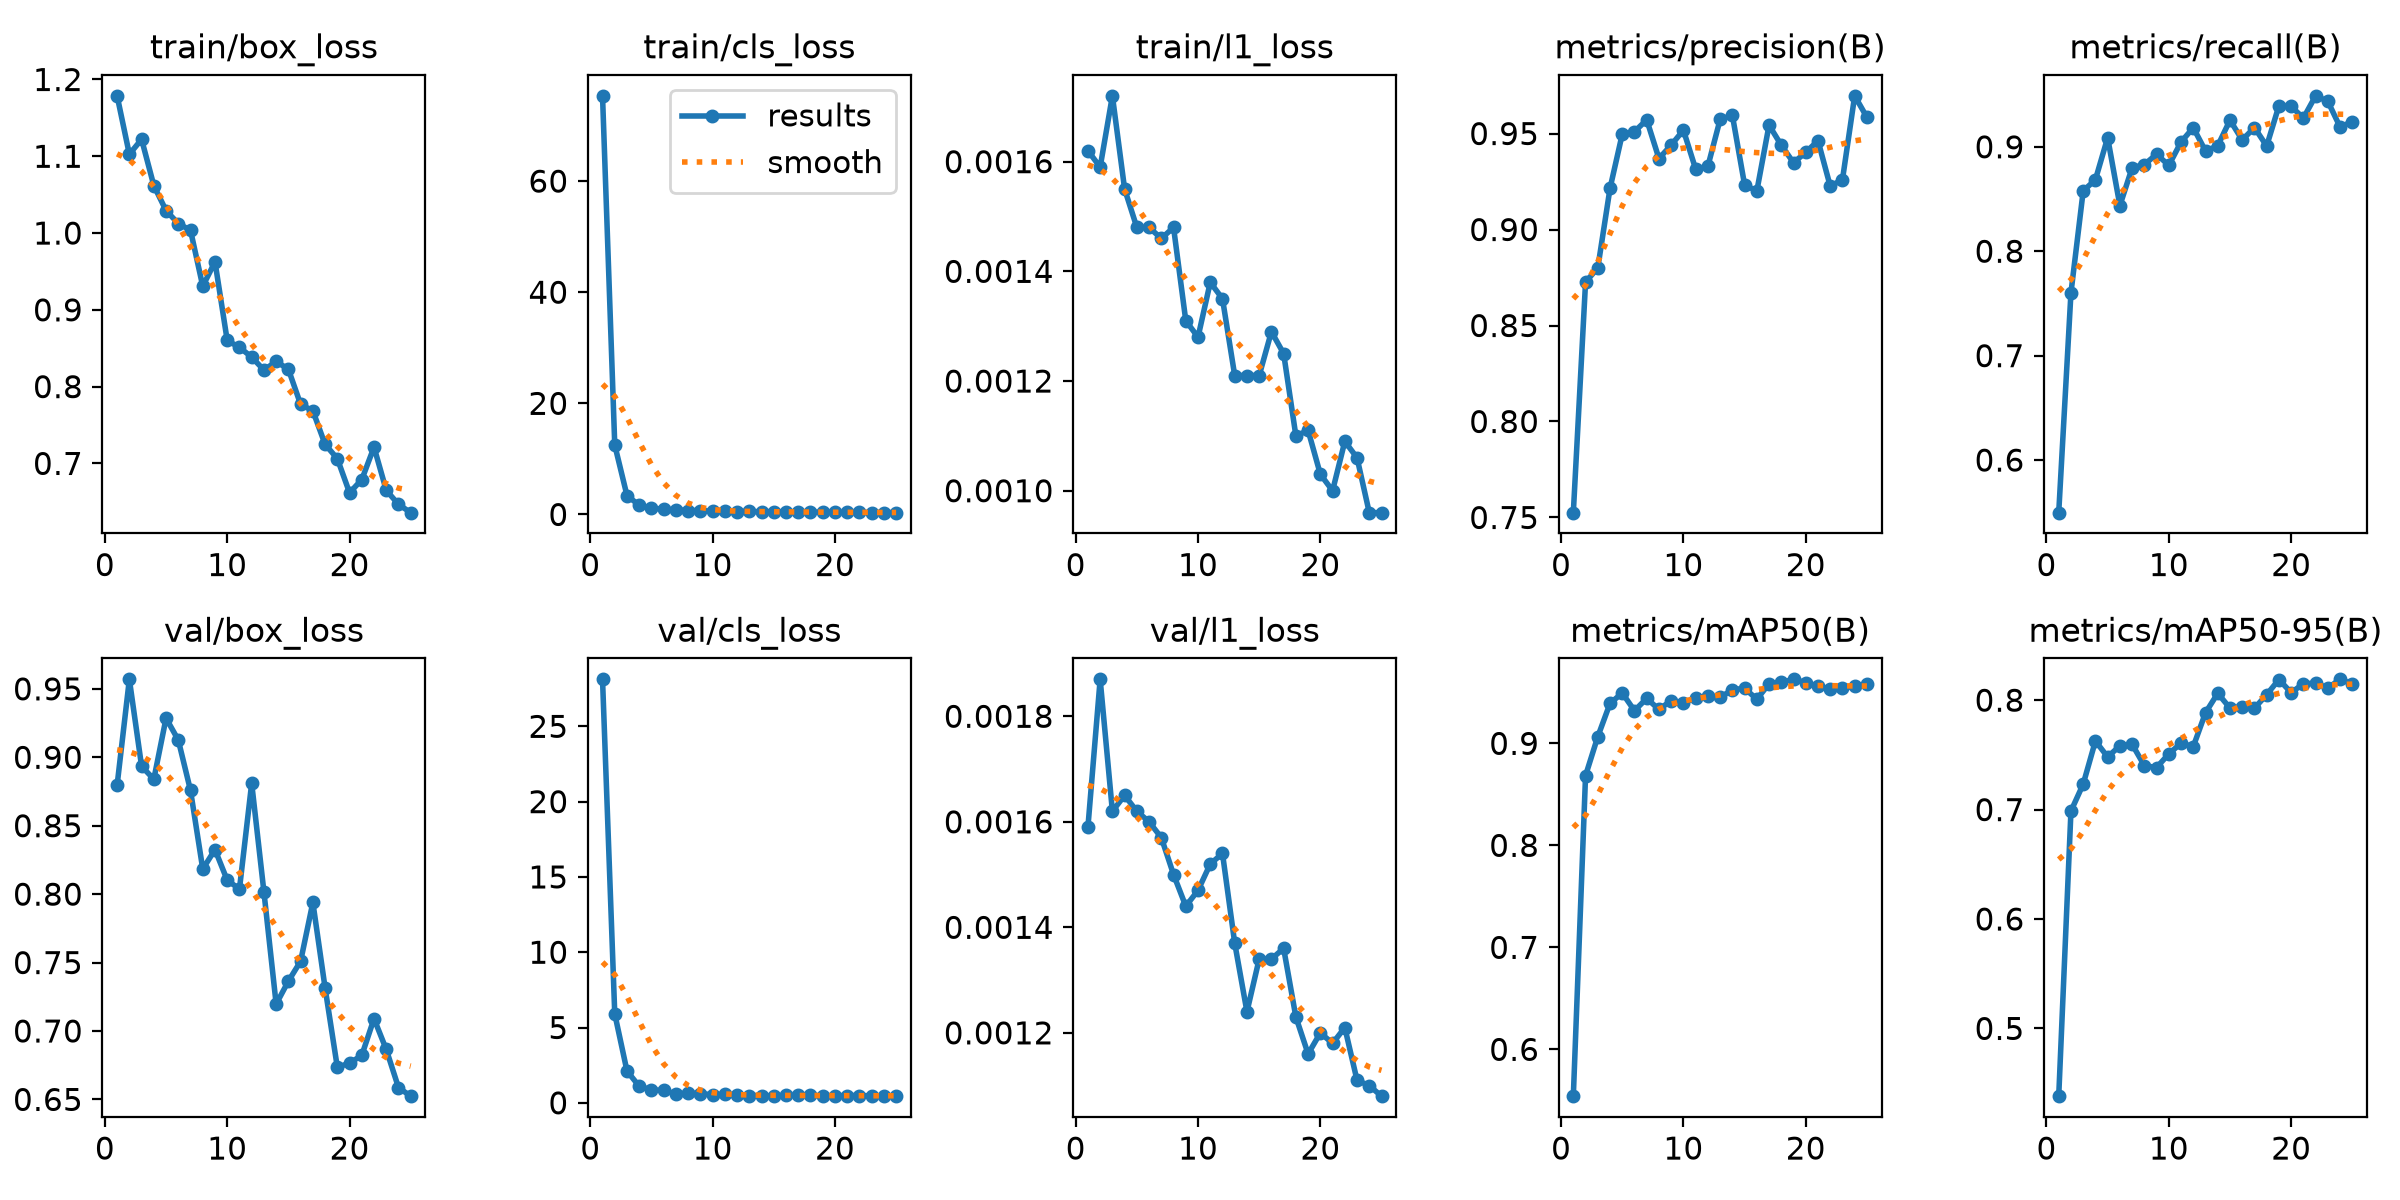 train/box_loss
1.2
1.1
1.0
0.9
0.8
0.7
0 10 20
train/cls_loss
results
smooth
60
40
20
0
0 10 20
train/l1_loss
0.0016
0.0014
0.0012
0.0010
0 10 20
metrics/precision(B)
0.95
0.90
0.85
0.80
0.75
0 10 20
metrics/recall(B)
0.9
0.8
0.7
0.6
0 10 20
val/box_loss
0.95
0.90
0.85
0.80
0.75
0.70
0.65
0 10 20
val/cls_loss
25
20
15
10
5
0
0 10 20
val/l1_loss
0.0018
0.0016
0.0014
0.0012
0 10 20
metrics/mAP50(B)
0.9
0.8
0.7
0.6
0 10 20
metrics/mAP50-95(B)
0.8
0.7
0.6
0.5
0 10 20